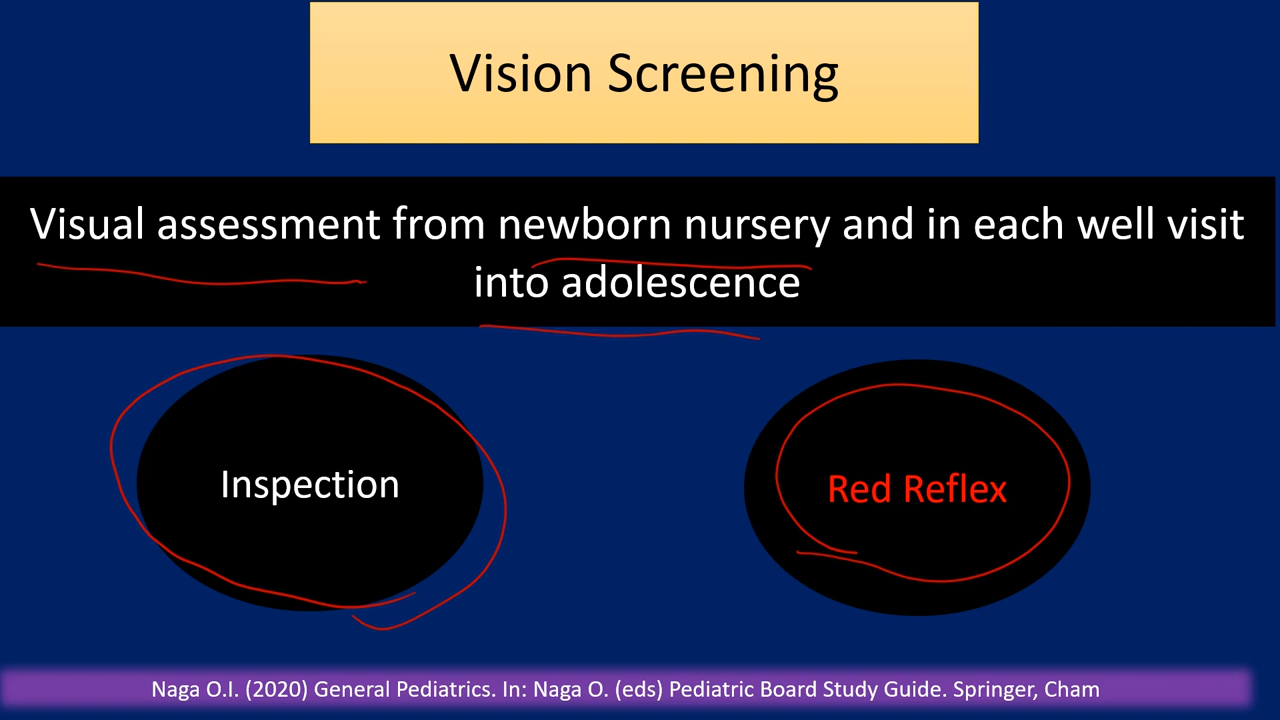 Vision Screening
Visual assessment from newborn nursery and in each well visit
into adolescence
Inspection
Red Reflex
Naga O.I. (2020) General Pediatrics. In: Naga O. (eds) Pediatric Board Study Guide. Springer, Cham